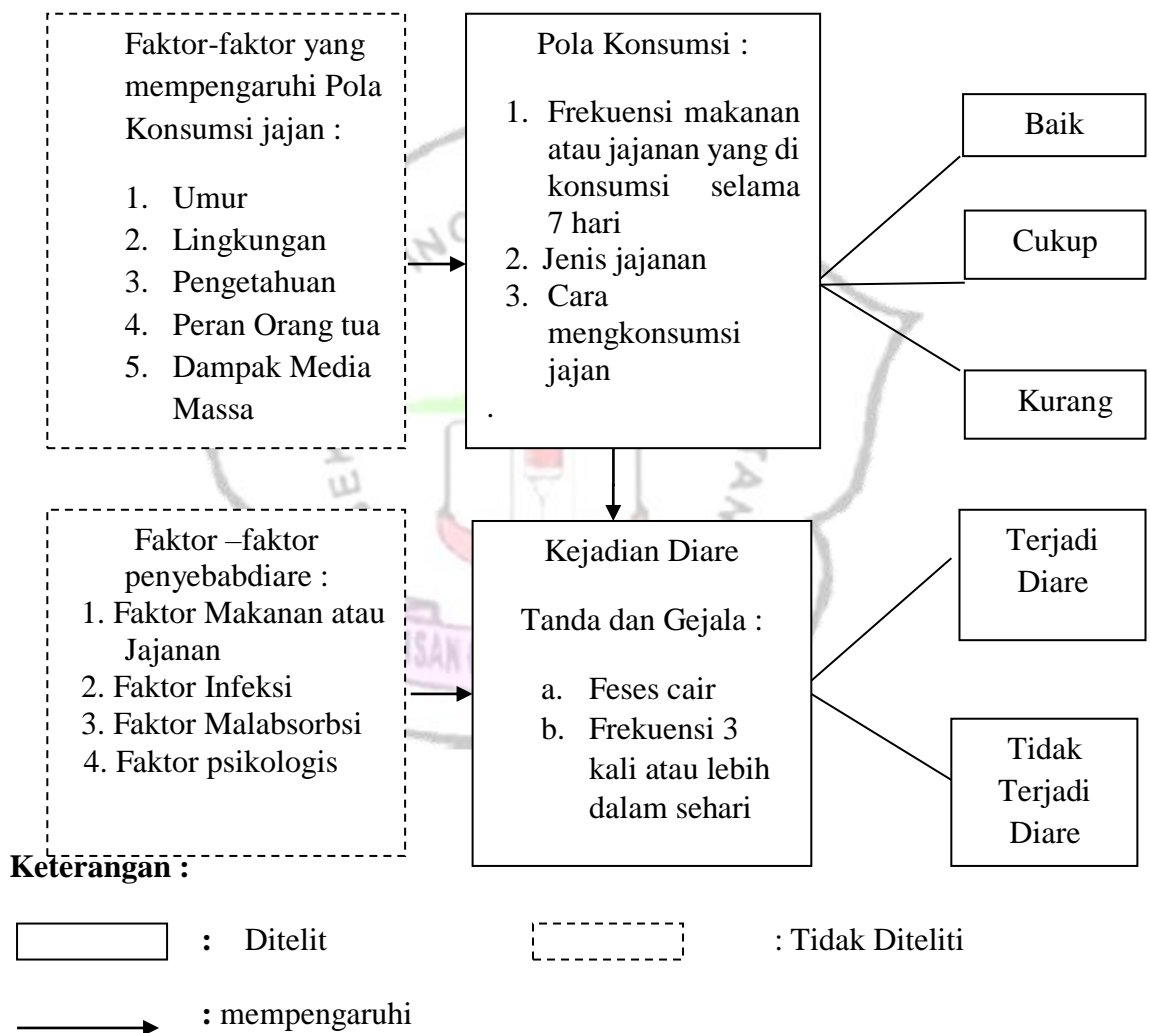 Faktor-faktor yang
mempengaruhi Pola
Konsumsi jajan :
1. Umur
2. Lingkungan
3. Pengetahuan
4. Peran Orang tua
5. Dampak Media
Massa
Pola Konsumsi :
1. Frekuensi makanan
atau jajanan yang di
konsumsi selama
7 hari
2. Jenis jajanan
3. Cara
mengkonsumsi
jajan
.
Baik
Cukup
Kurang
Faktor –faktor
penyebabdiare :
1. Faktor Makanan atau
Jajanan
2. Faktor Infeksi
3. Faktor Malabsorbsi
4. Faktor psikologis
Kejadian Diare
Tanda dan Gejala :
a. Feses cair
b. Frekuensi 3
kali atau lebih
dalam sehari
Terjadi
Diare
Tidak
Terjadi
Diare
Keterangan :
: Ditelit
: Tidak Diteliti
: mempengaruhi